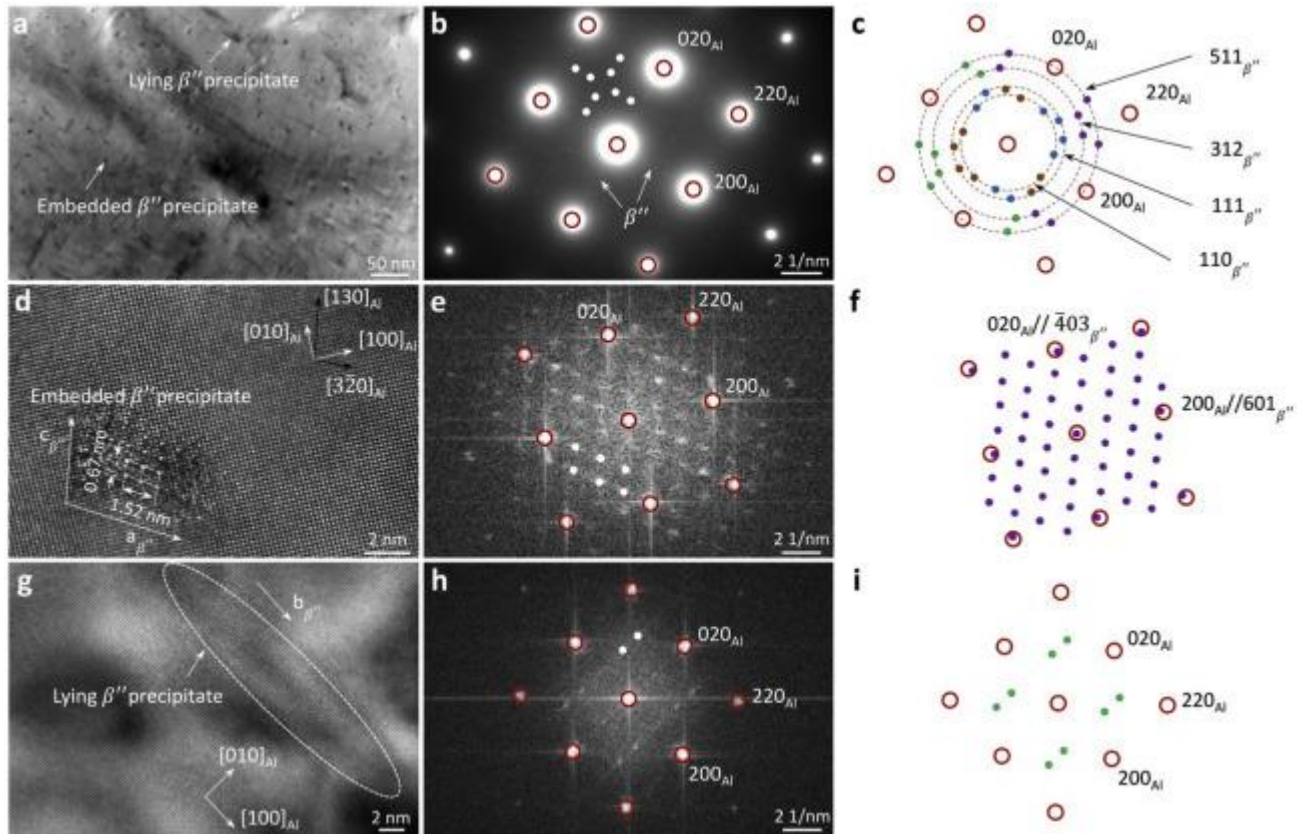 a
Lying β'' precipitate
Embedded β'' precipitate
50 nm
b
020Al
220Al
200Al
β''
2 1/nm
c
020Al
220Al
200Al
511β''
312β''
111β''
110β''
d
[130]Al
[010]Al
[100]Al
[3̄20]Al
Embedded β'' precipitate
cβ''
0.67 nm
1.52 nm
aβ''
2 nm
e
020Al
220Al
200Al
2 1/nm
f
020Al// 4̄03β''
200Al//601β''
g
bβ''
Lying β'' precipitate
[010]Al
[100]Al
2 nm
h
020Al
220Al
200Al
2 1/nm
i
020Al
220Al
200Al